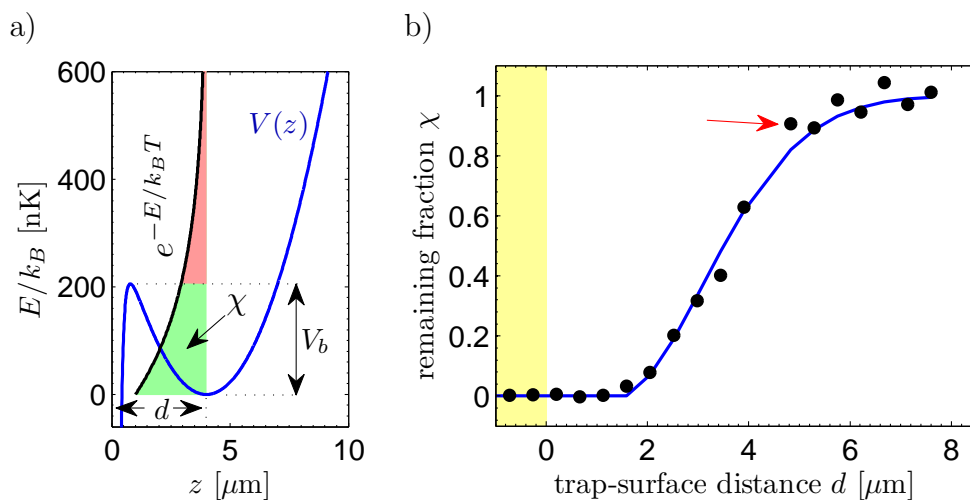 a)
600
400
200
0
E/k_B [nK]
0
5
10
z [μm]
V(z)
e^{-E/k_BT}
χ
V_b
d
b)
1
0.8
0.6
0.4
0.2
0
remaining fraction χ
0
2
4
6
8
trap-surface distance d [μm]